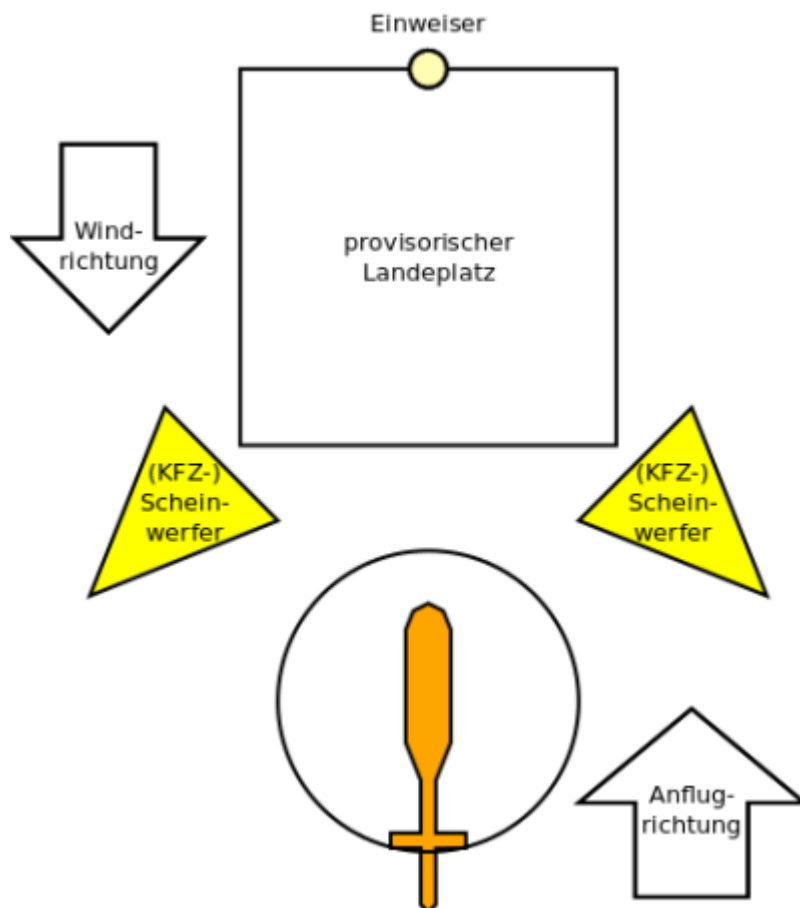 Einweiser
Wind-
richtung
provisorischer
Landeplatz
(KFZ-)
Schein-
werfer
(KFZ-)
Schein-
werfer
Anflug-
richtung